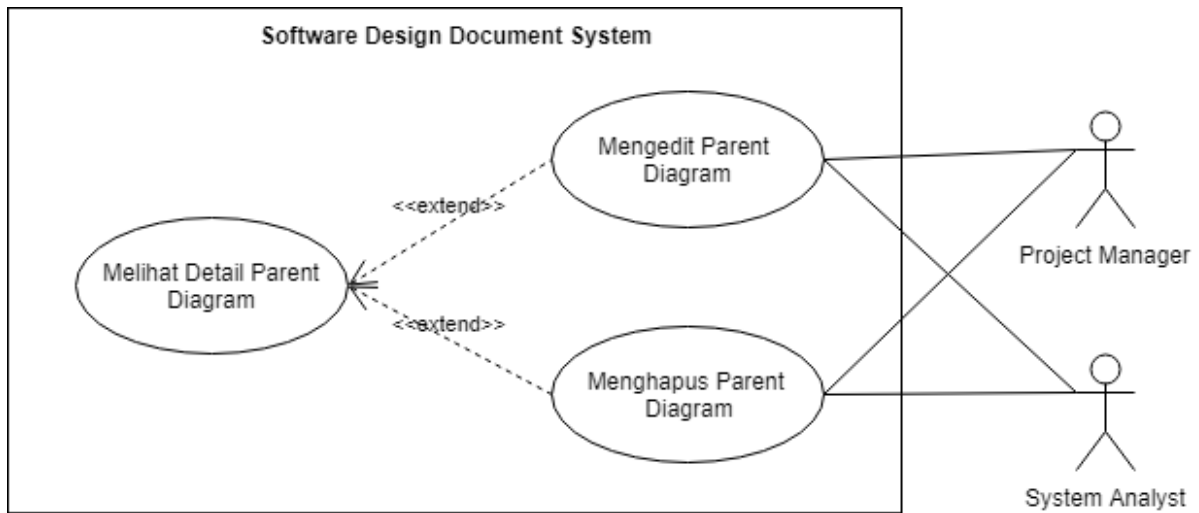 Software Design Document System
Mengedit Parent
Diagram
<<extend>>
Melihat Detail Parent
Diagram
<<extend>>
Menghapus Parent
Diagram
Project Manager
System Analyst